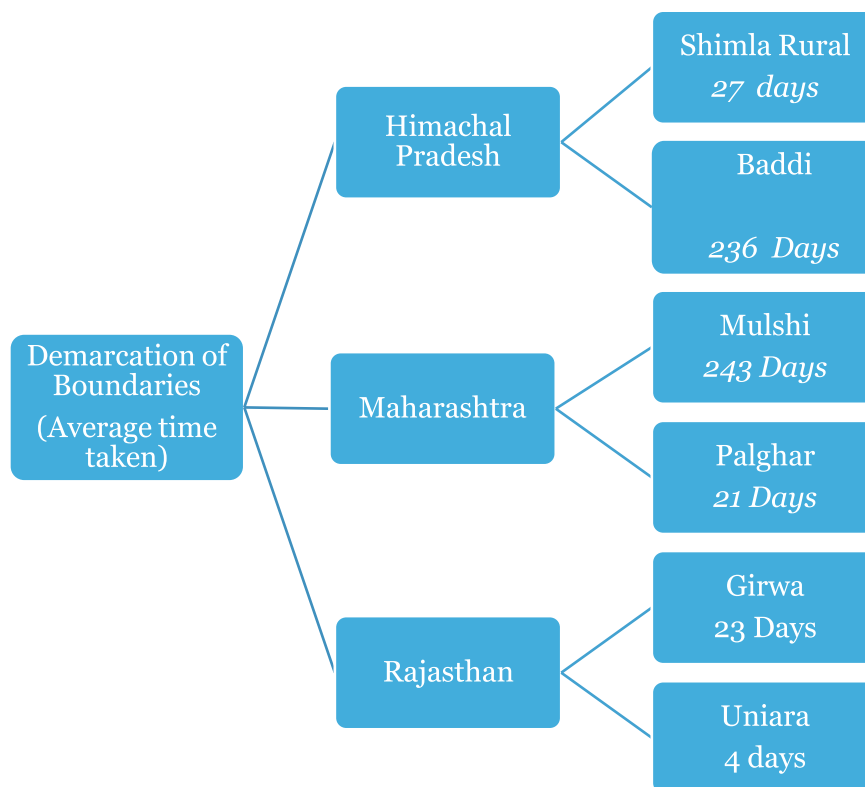 Demarcation of
Boundaries
(Average time
taken)
Himachal
Pradesh
Shimla Rural
27 days
Baddi
236 Days
Maharashtra
Mulshi
243 Days
Palghar
21 Days
Rajasthan
Girwa
23 Days
Uniara
4 days